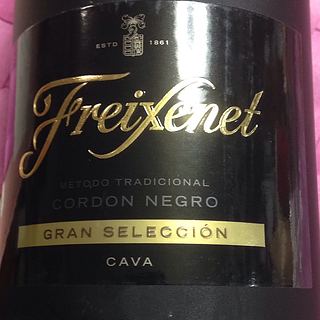 ESTD 1861
Freixenet
METODO TRADICIONAL
CORDON NEGRO
GRAN SELECCIÓN
CAVA